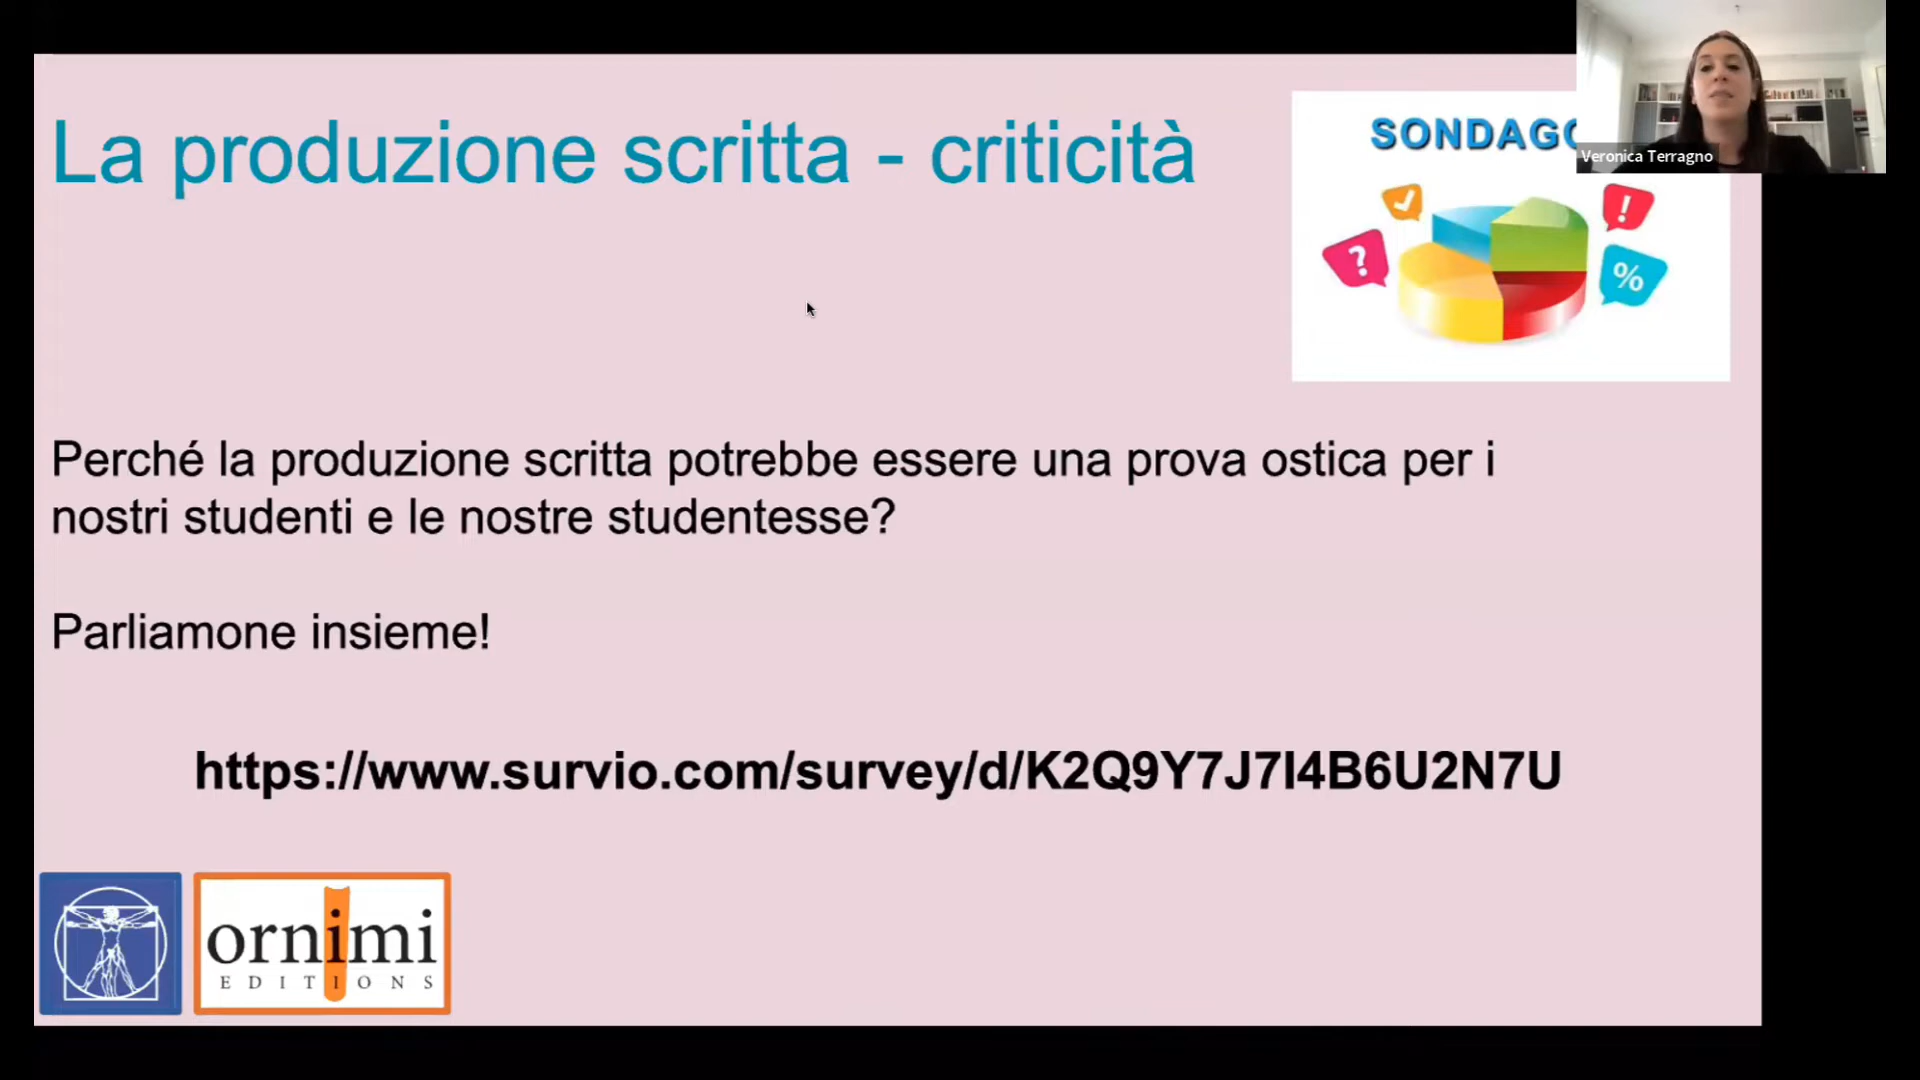 La produzione scritta - criticità
SONDAGO
Veronica Terragno
?
!
%
Perché la produzione scritta potrebbe essere una prova ostica per i
nostri studenti e le nostre studentesse?
Parliamone insieme!
https://www.survio.com/survey/d/K2Q9Y7J7I4B6U2N7U
ornimi
EDITIONS